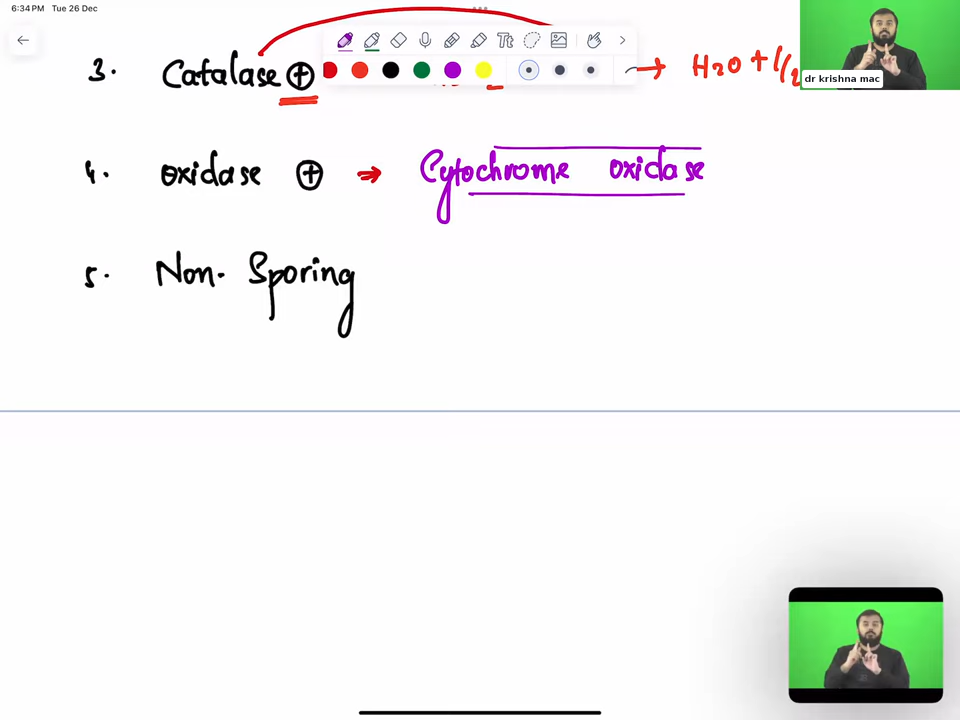 6:34 PM Tue 26 Dec
Tt
3. Catalase + → H2O + 1/2
dr krishna mac
4. oxidase + → Cytochrome oxidase
5. Non-Sporing